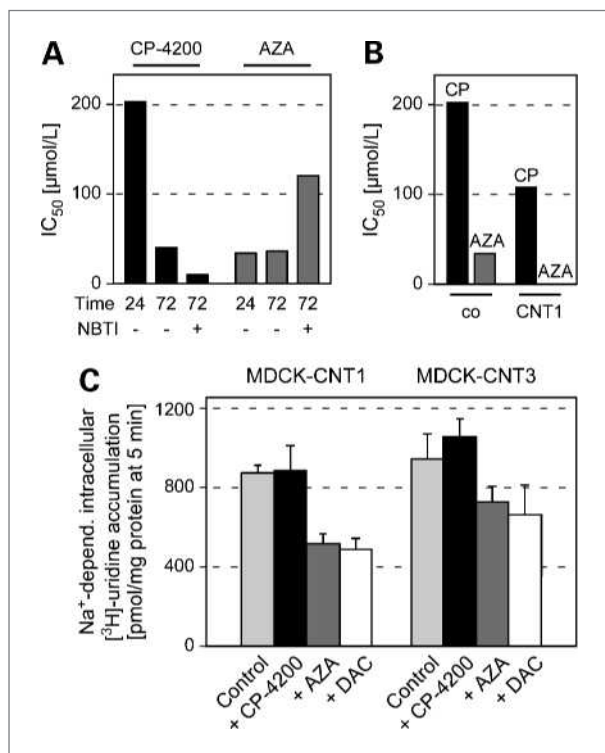 A
CP-4200 AZA
IC50 [μmol/L]
200
100
0
Time 24 72 72 24 72 72
NBTI - - + - - +
B
IC50 [μmol/L]
200
100
0
CP
AZA
CP
AZA
co CNT1
C
MDCK-CNT1 MDCK-CNT3
Na+-depend. intracellular
[3H]-uridine accumulation
[pmol/mg protein at 5 min]
1200
800
400
0
Control
+ CP-4200
+ AZA
+ DAC
Control
+ CP-4200
+ AZA
+ DAC